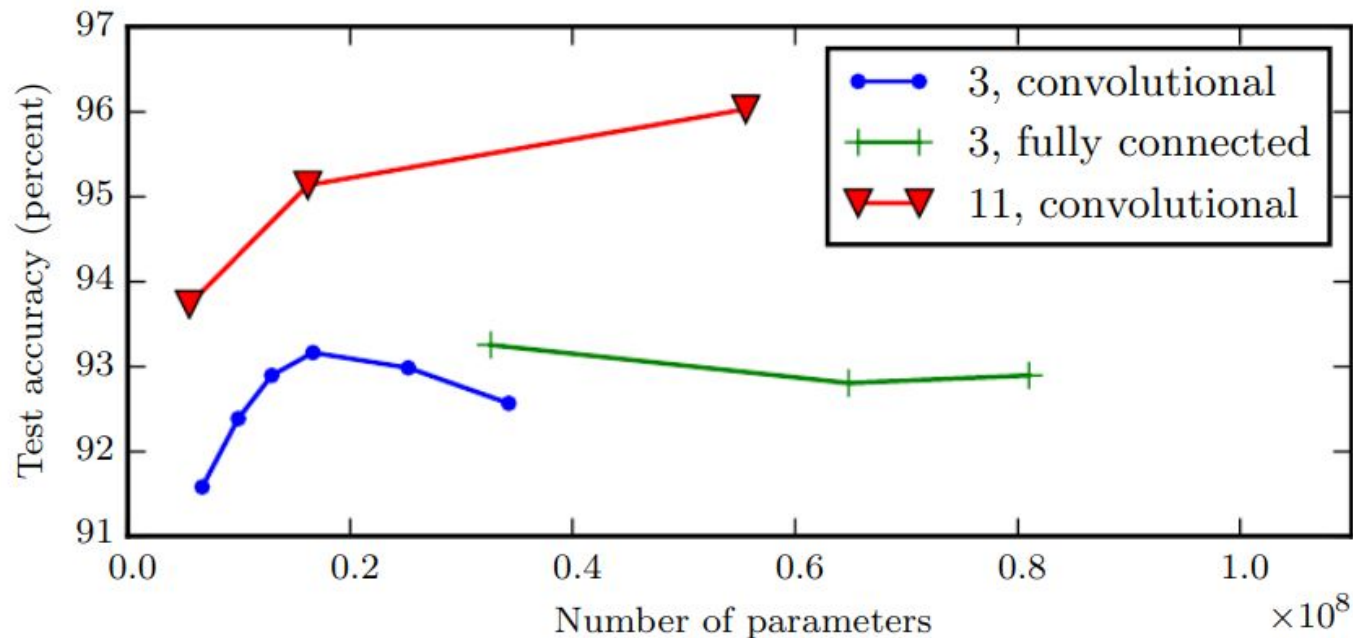 97
96
95
94
93
92
91
Test accuracy (percent)
3, convolutional
3, fully connected
11, convolutional
0.0 0.2 0.4 0.6 0.8 1.0
×10⁸
Number of parameters